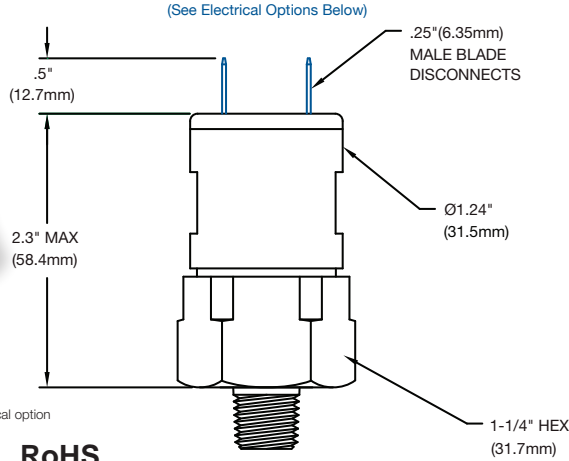 (See Electrical Options Below)
.25"(6.35mm)
MALE BLADE
DISCONNECTS
.5"
(12.7mm)
Ø1.24"
(31.5mm)
2.3" MAX
(58.4mm)
1-1/4" HEX
(31.7mm)
option
RoHS